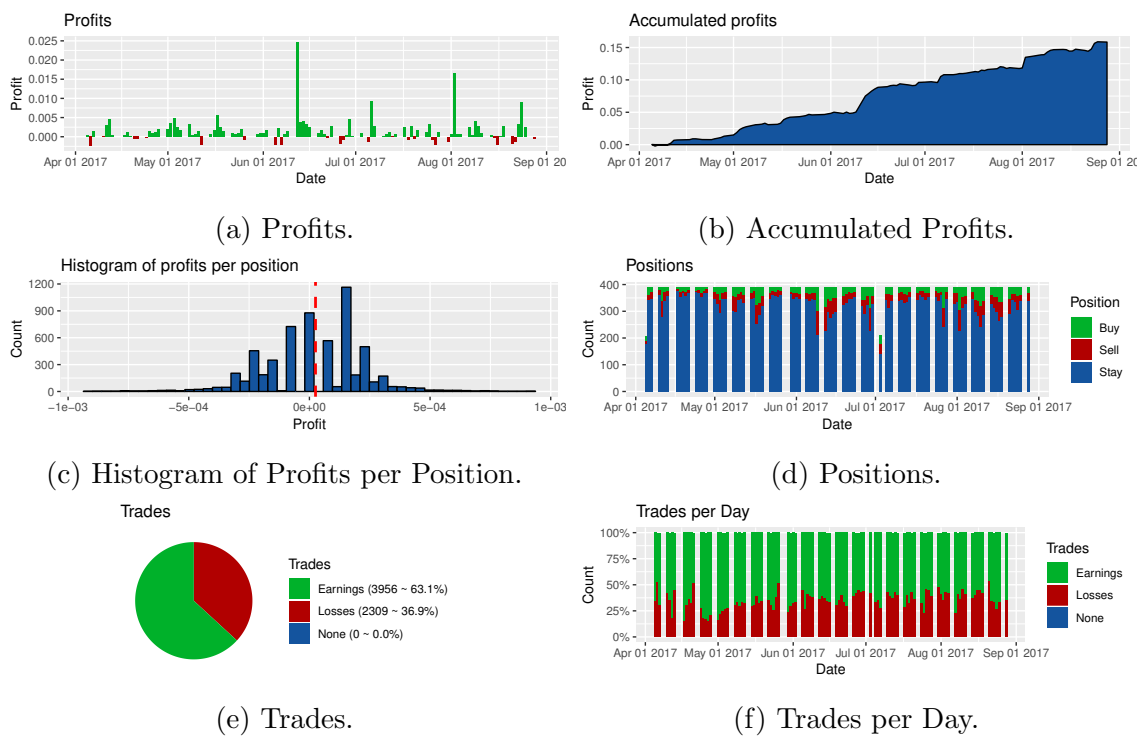 Profits
Profit
0.025
0.020
0.015
0.010
0.005
0.000
Apr 01 2017 May 01 2017 Jun 01 2017 Jul 01 2017 Aug 01 2017 Sep 01 20
Date
(a) Profits.
Accumulated profits
Profit
0.15
0.10
0.05
0.00
Apr 01 2017 May 01 2017 Jun 01 2017 Jul 01 2017 Aug 01 2017 Sep 01 20
Date
(b) Accumulated Profits.
Histogram of profits per position
Count
1200
900
600
300
0
−1e−03 −5e−04 0e+00 5e−04 1e−03
Profit
(c) Histogram of Profits per Position.
Positions
Count
400
300
200
100
0
Apr 01 2017 May 01 2017 Jun 01 2017 Jul 01 2017 Aug 01 2017 Sep 01 2017
Date
Position
Buy
Sell
Stay
(d) Positions.
Trades
Trades
Earnings (3956 ~ 63.1%)
Losses (2309 ~ 36.9%)
None (0 ~ 0.0%)
(e) Trades.
Trades per Day
Count
100%
75%
50%
25%
0%
Apr 01 2017 May 01 2017 Jun 01 2017 Jul 01 2017 Aug 01 2017 Sep 01 2017
Date
Trades
Earnings
Losses
None
(f) Trades per Day.